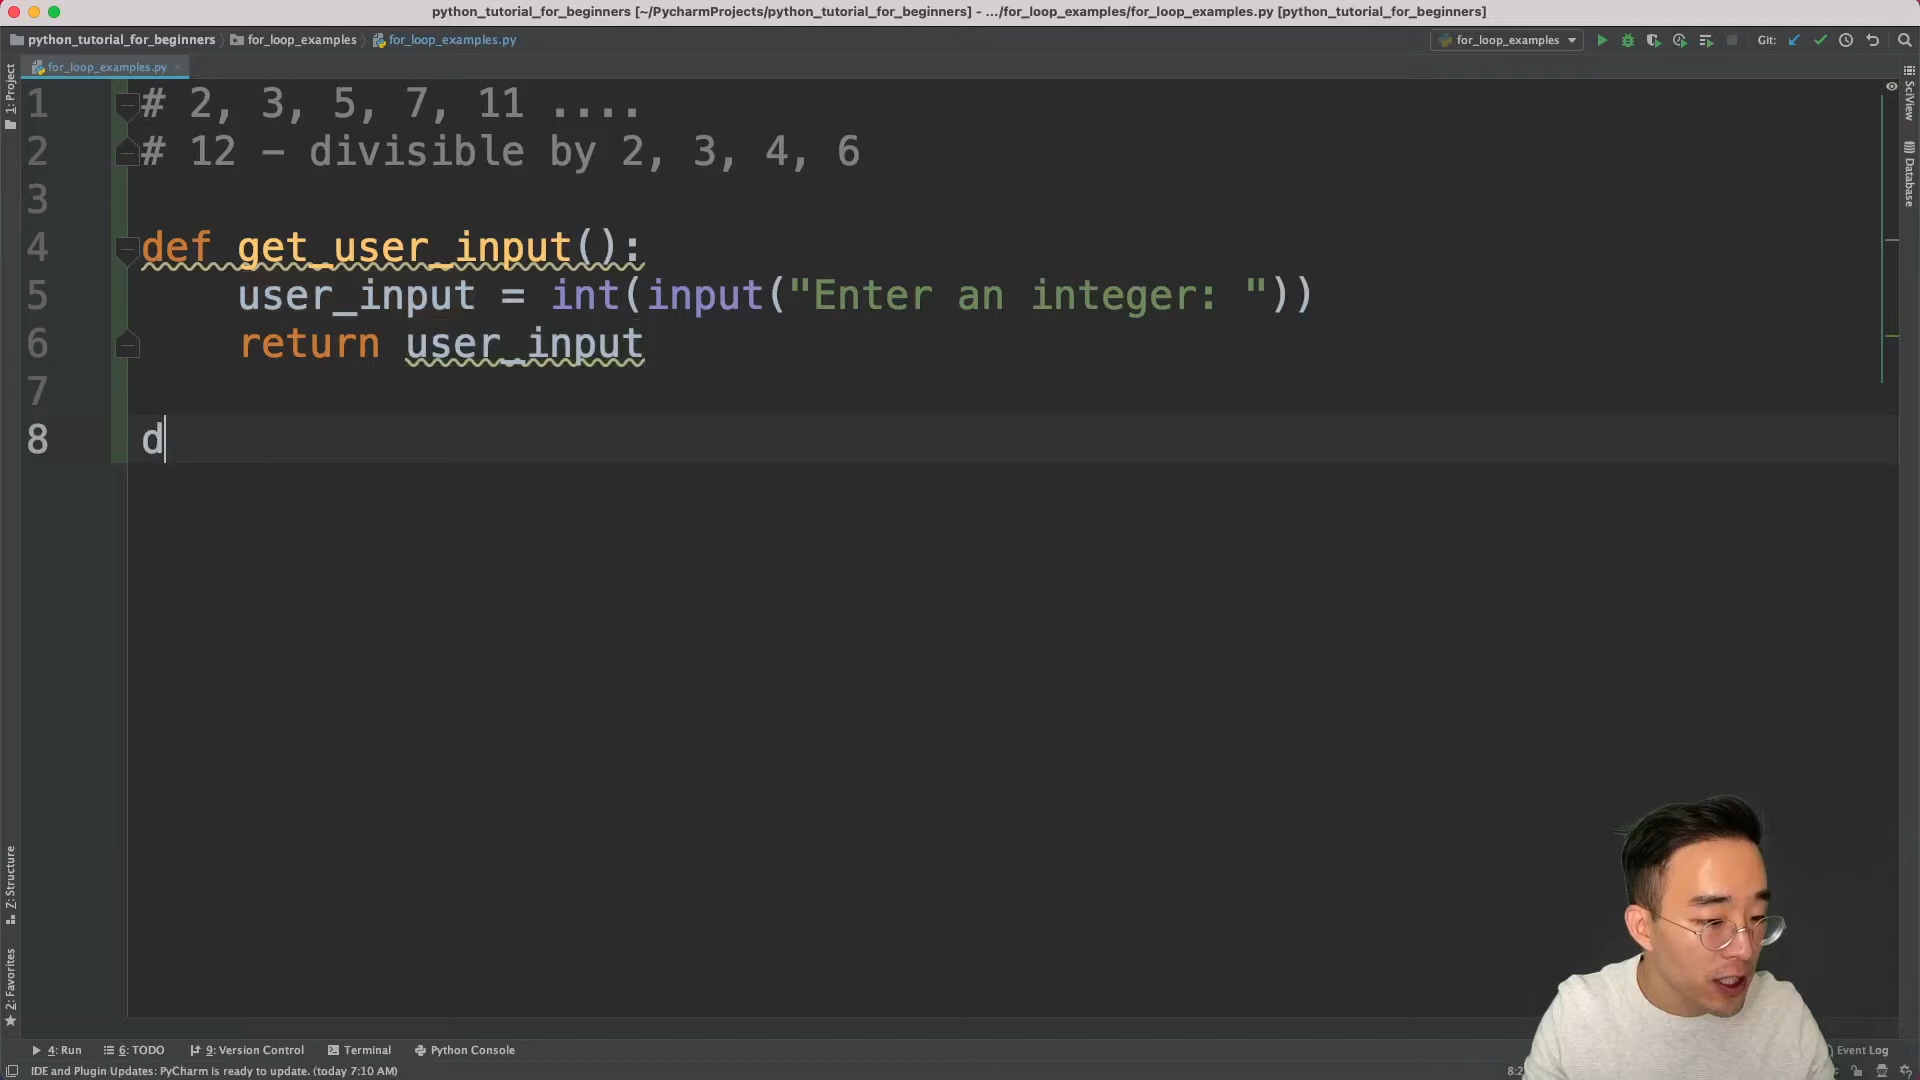 python_tutorial_for_beginners [~/PycharmProjects/python_tutorial_for_beginners] - .../for_loop_examples/for_loop_examples.py [python_tutorial_for_beginners]
python_tutorial_for_beginners for_loop_examples for_loop_examples.py for_loop_examples Git:
for_loop_examples.py
1: Project
SciView
Database
1 # 2, 3, 5, 7, 11 ....
2 # 12 - divisible by 2, 3, 4, 6
3
4 def get_user_input():
5 user_input = int(input("Enter an integer: "))
6 return user_input
7
8 d
Z: Structure
2: Favorites
4: Run 6: TODO 9: Version Control Terminal Python Console Event Log
IDE and Plugin Updates: PyCharm is ready to update. (today 7:10 AM)